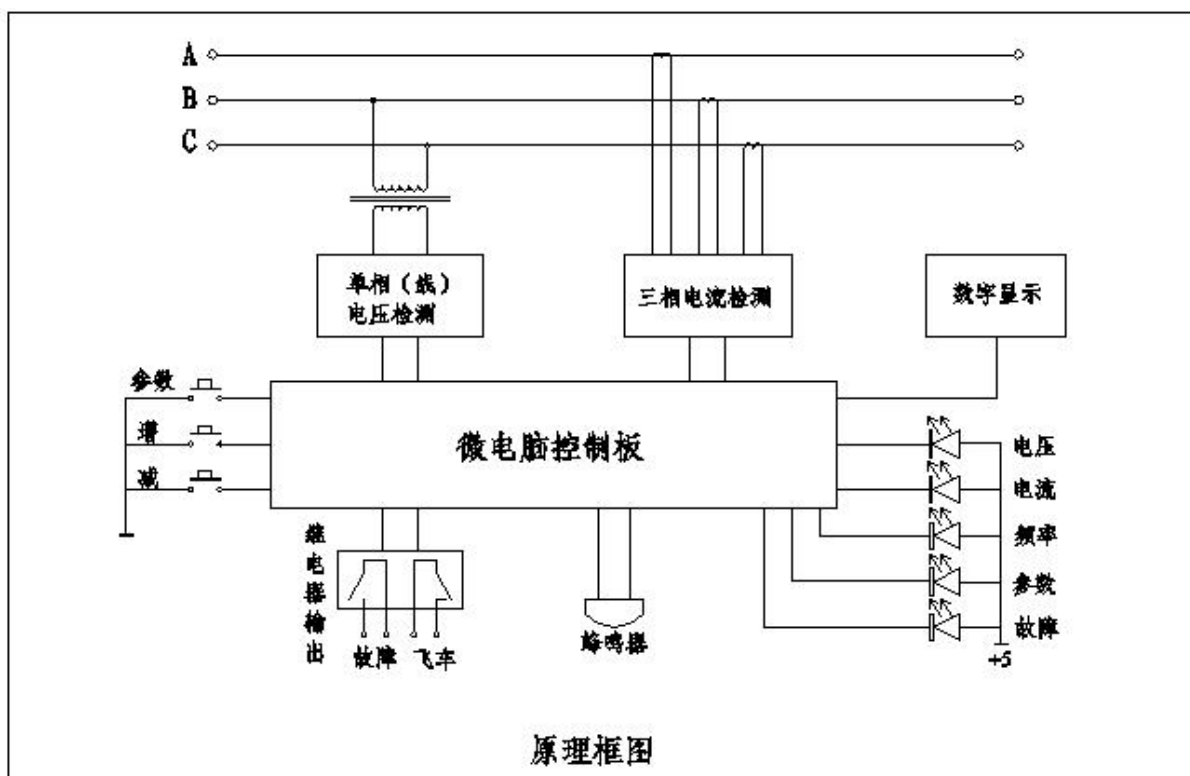 A
B
C
单相（线）
电压检测
三相电流检测
数字显示
参数
增
减
微电脑控制板
电压
电流
频率
参数
故障
+5
继电器输出
故障
飞车
蜂鸣器
原理框图